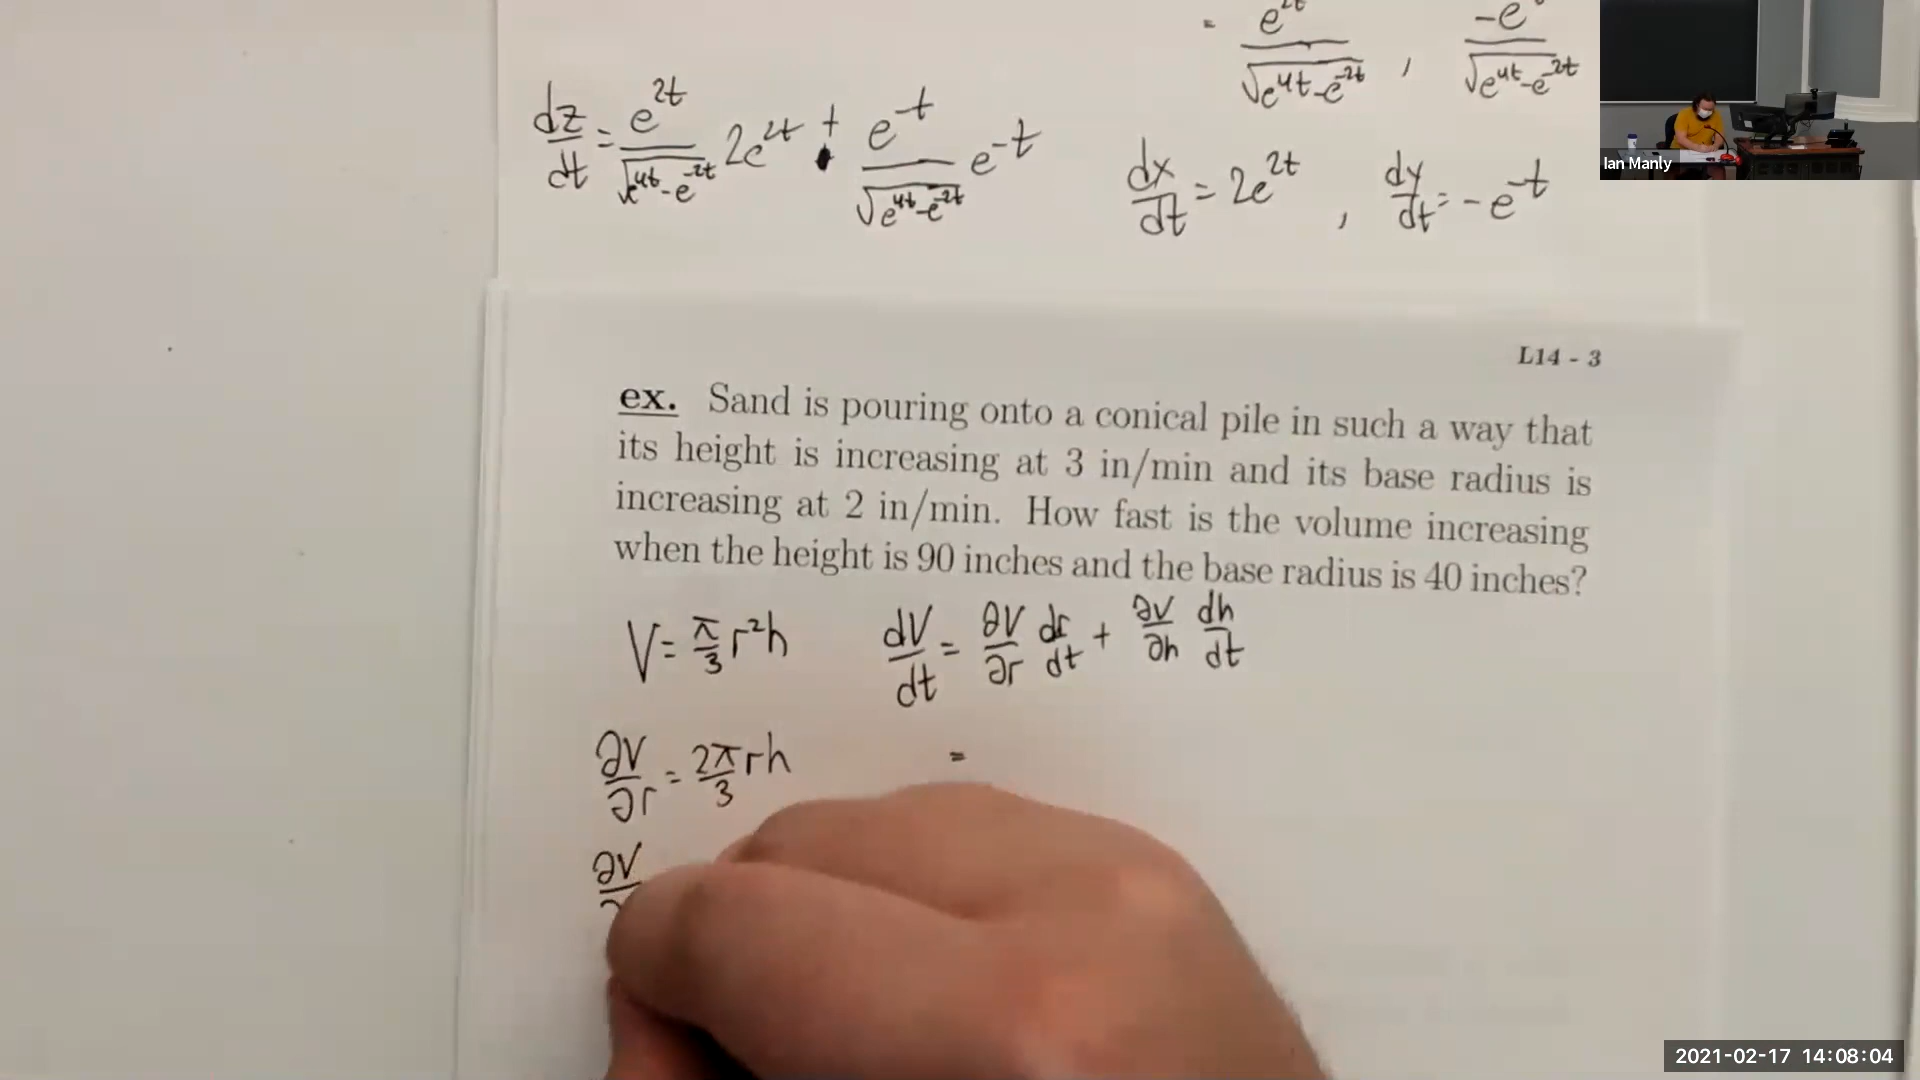 = e^{2t}/√(e^{4t}-e^{-2t}) , -e/√(e^{4t}-e^{-2t})
Ian Manly
dz/dt = e^{2t}/√(e^{4t}-e^{-2t}) 2e^{2t} + e^{-t}/√(e^{4t}-e^{-2t}) e^{-t}
dx/dt = 2e^{2t} , dy/dt = -e^{-t}
L14 - 3
ex. Sand is pouring onto a conical pile in such a way that
its height is increasing at 3 in/min and its base radius is
increasing at 2 in/min. How fast is the volume increasing
when the height is 90 inches and the base radius is 40 inches?
V = π/3 r²h dV/dt = ∂V/∂r dr/dt + ∂V/∂h dh/dt
∂V/∂r = 2π/3 rh =
∂V
2021-02-17 14:08:04